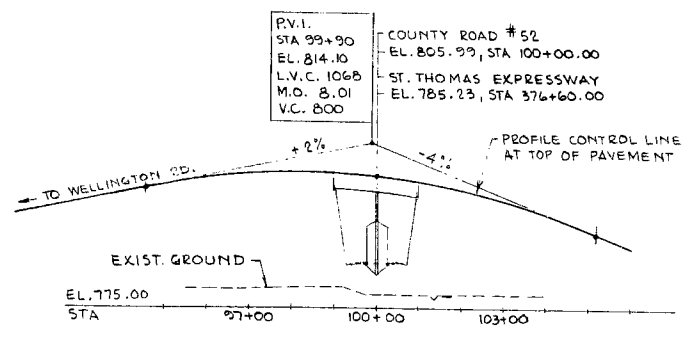 P.V.I.
STA 99+90
EL. 814.10
L.V.C. 1068
M.O. 8.01
V.C. 800
COUNTY ROAD #52
EL. 805.99, STA 100+00.00
ST. THOMAS EXPRESSWAY
EL. 785.23, STA 376+60.00
+2%
-4%
PROFILE CONTROL LINE
AT TOP OF PAVEMENT
TO WELLINGTON RD.
EXIST. GROUND
EL. 775.00
STA
97+00
100+00
103+00